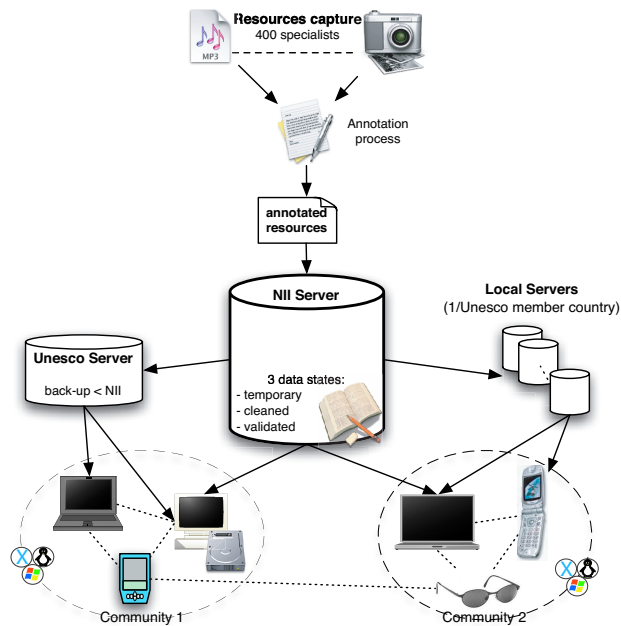 Resources capture
400 specialists
MP3
Annotation
process
annotated
resources
NII Server
Local Servers
(1/Unesco member country)
Unesco Server
back-up < NII
3 data states:
- temporary
- cleaned
- validated
X
X
Community 1
Community 2